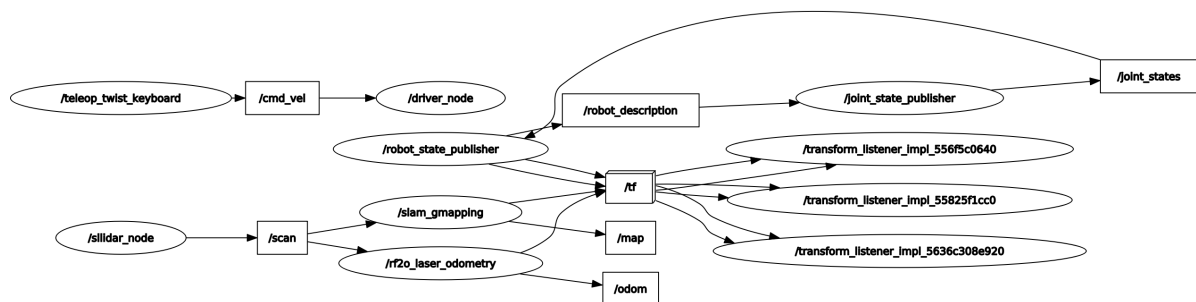 /joint_states
/teleop_twist_keyboard
/cmd_vel
/driver_node
/joint_state_publisher
/robot_description
/robot_state_publisher
/transform_listener_impl_556f5c0640
/tf
/transform_listener_impl_55825f1cc0
/slam_gmapping
/sllidar_node
/scan
/map
/transform_listener_impl_5636c308e920
/rf2o_laser_odometry
/odom